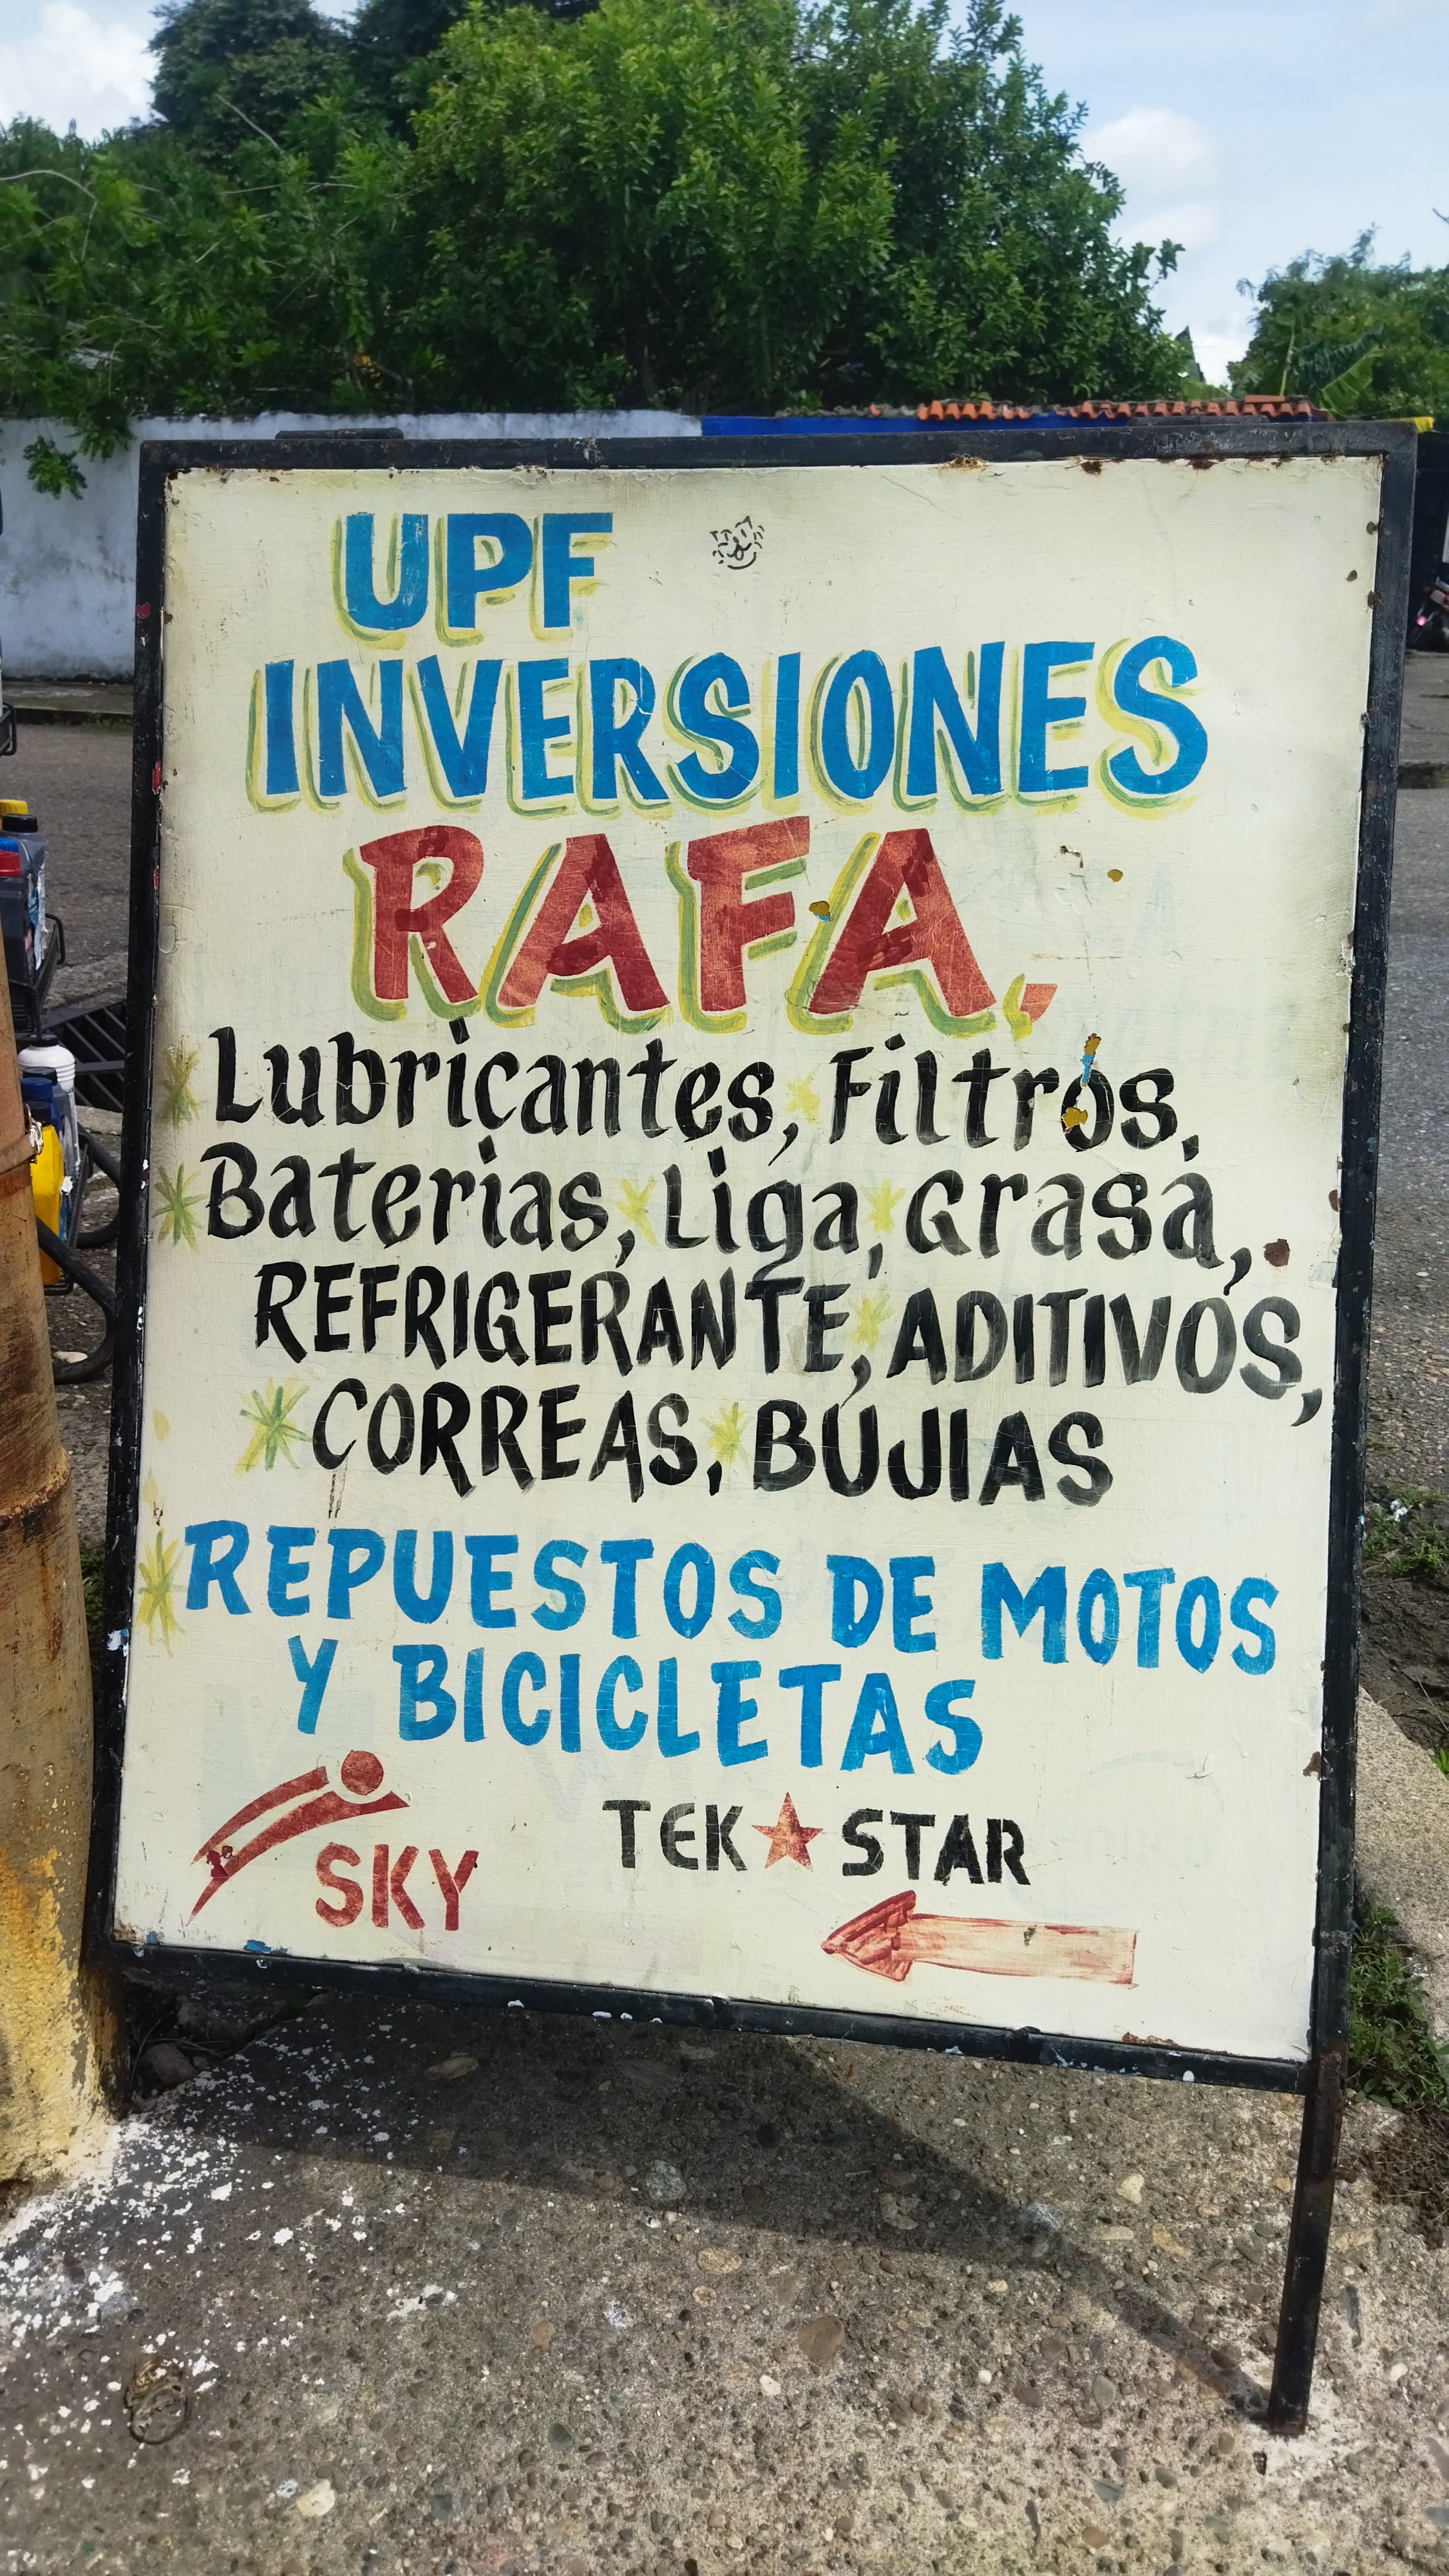 UPF
INVERSIONES
RAFA,
Lubricantes, Filtros,
Baterias, Liga, Grasa,
REFRIGERANTE, ADITIVOS,
CORREAS, BUJIAS
REPUESTOS DE MOTOS
Y BICICLETAS
SKY
TEK STAR